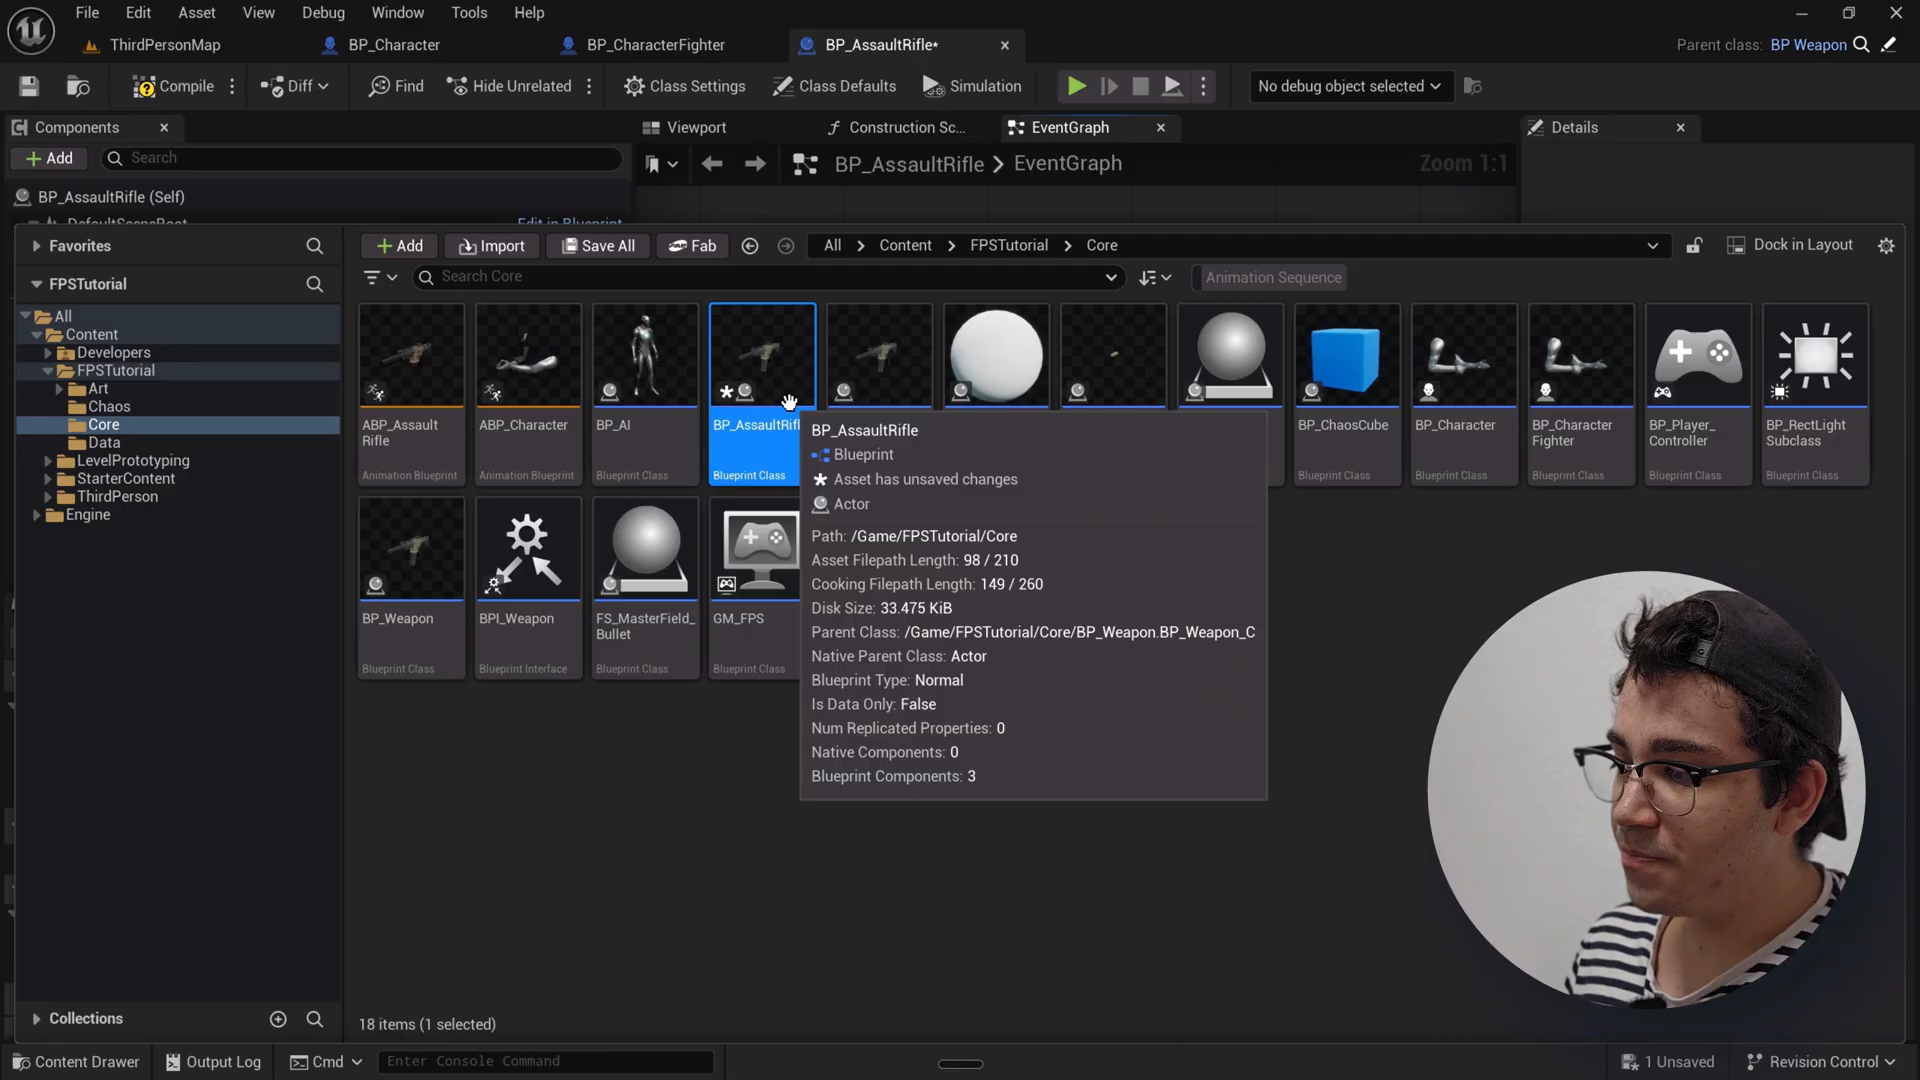 File Edit Asset View Debug Window Tools Help
ThirdPersonMap BP_Character BP_CharacterFighter BP_AssaultRifle* Parent class: BP Weapon
Compile Diff Find Hide Unrelated Class Settings Class Defaults Simulation No debug object selected
Components Viewport Construction Sc... EventGraph Details
Add Search BP_AssaultRifle > EventGraph Zoom 1:1
BP_AssaultRifle (Self)
DefaultSceneRoot Edit in Blueprint
Favorites Add Import Save All Fab All > Content > FPSTutorial > Core Dock in Layout
FPSTutorial Search Core Animation Sequence
All
Content
Developers
FPSTutorial
Art
Chaos
Core
Data
LevelPrototyping
StarterContent
ThirdPerson
Engine
ABP_Assault
Rifle
Animation Blueprint
ABP_Character
Animation Blueprint
BP_AI
Blueprint Class
BP_AssaultRifl
Blueprint Class
BP_ChaosCube
Blueprint Class
BP_Character
Blueprint Class
BP_Character
Fighter
Blueprint Class
BP_Player_
Controller
Blueprint Class
BP_RectLight
Subclass
Blueprint Class
BP_Weapon
Blueprint Class
BPI_Weapon
Blueprint Interface
FS_MasterField_
Bullet
Blueprint Class
GM_FPS
Blueprint Class
BP_AssaultRifle
Blueprint
Asset has unsaved changes
Actor
Path: /Game/FPSTutorial/Core
Asset Filepath Length: 98 / 210
Cooking Filepath Length: 149 / 260
Disk Size: 33.475 KiB
Parent Class: /Game/FPSTutorial/Core/BP_Weapon.BP_Weapon_C
Native Parent Class: Actor
Blueprint Type: Normal
Is Data Only: False
Num Replicated Properties: 0
Native Components: 0
Blueprint Components: 3
Collections 18 items (1 selected)
Content Drawer Output Log Cmd Enter Console Command 1 Unsaved Revision Control